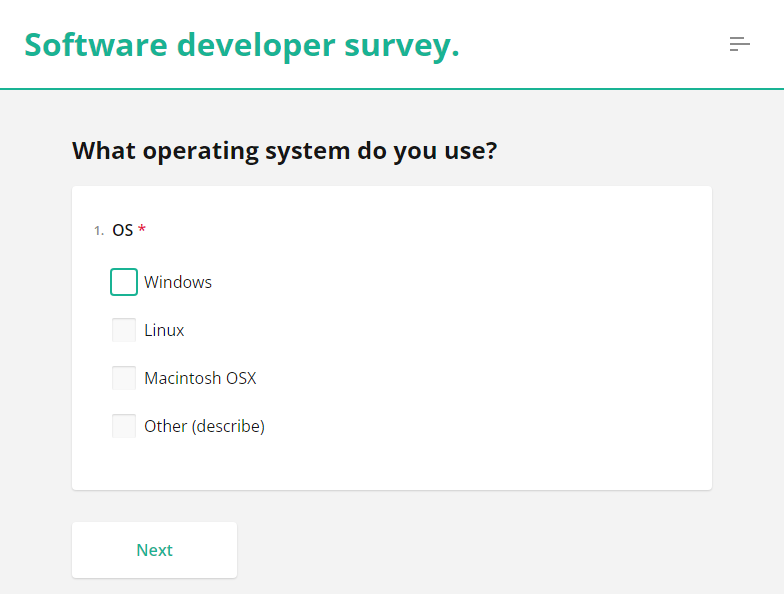 Software developer survey.
What operating system do you use?
1. OS *
Windows
Linux
Macintosh OSX
Other (describe)
Next